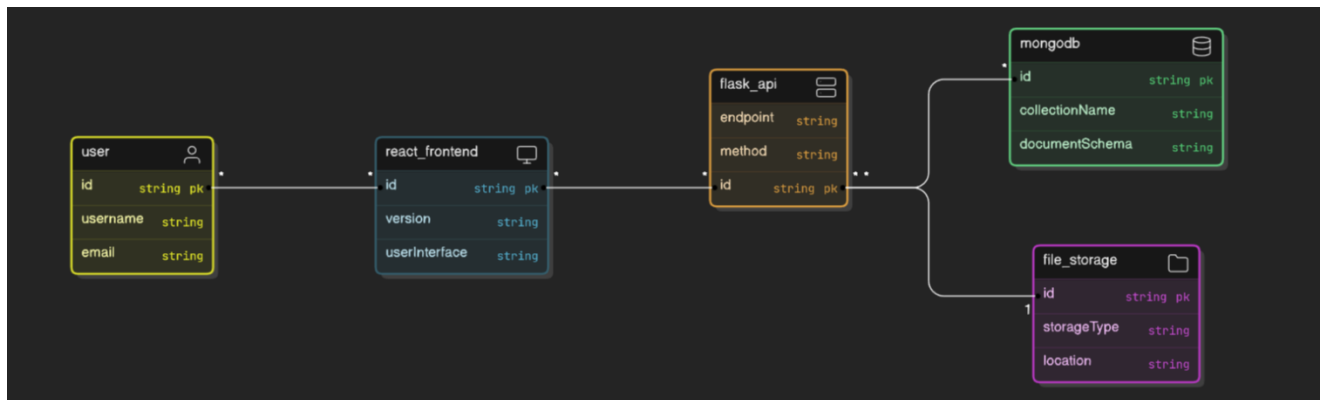 user
id string pk
username string
email string
react_frontend
id string pk
version string
userInterface string
flask_api
endpoint string
method string
id string pk
mongodb
id string pk
collectionName string
documentSchema string
file_storage
id string pk
1
storageType string
location string